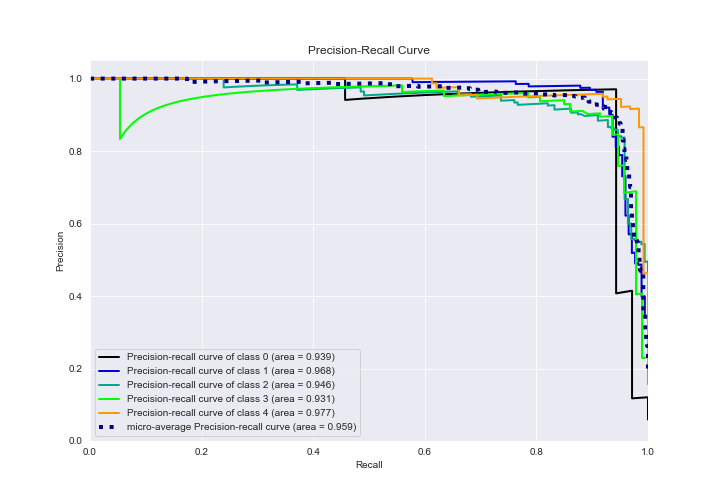 Precision-Recall Curve
1.0
0.8
0.6
0.4
0.2
0.0
Precision
Precision-recall curve of class 0 (area = 0.939)
Precision-recall curve of class 1 (area = 0.968)
Precision-recall curve of class 2 (area = 0.946)
Precision-recall curve of class 3 (area = 0.931)
Precision-recall curve of class 4 (area = 0.977)
micro-average Precision-recall curve (area = 0.959)
0.0 0.2 0.4 0.6 0.8 1.0
Recall